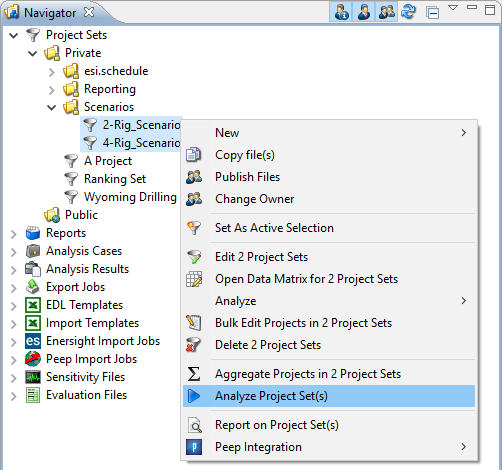 Navigator
Project Sets
Private
esi.schedule
Reporting
Scenarios
2-Rig_Scenario
4-Rig_Scenario
A Project
Ranking Set
Wyoming Drilling
Public
Reports
Analysis Cases
Analysis Results
Export Jobs
EDL Templates
Import Templates
es Enersight Import Jobs
Peep Import Jobs
Sensitivity Files
Evaluation Files
New
Copy file(s)
Publish Files
Change Owner
Set As Active Selection
Edit 2 Project Sets
Open Data Matrix for 2 Project Sets
Analyze
Bulk Edit Projects in 2 Project Sets
Delete 2 Project Sets
Σ Aggregate Projects in 2 Project Sets
Analyze Project Set(s)
Report on Project Set(s)
P Peep Integration